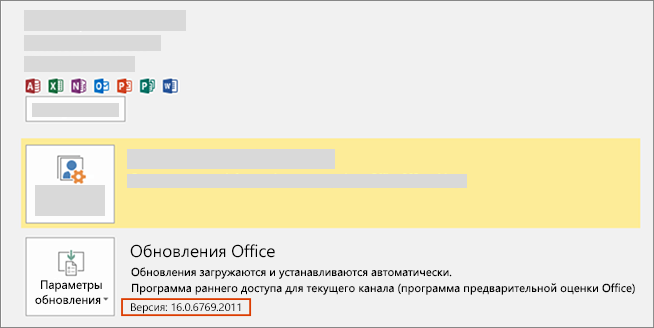 Обновления Office
Обновления загружаются и устанавливаются автоматически.
Программа раннего доступа для текущего канала (программа предварительной оценки Office)
Версия: 16.0.6769.2011
Параметры
обновления